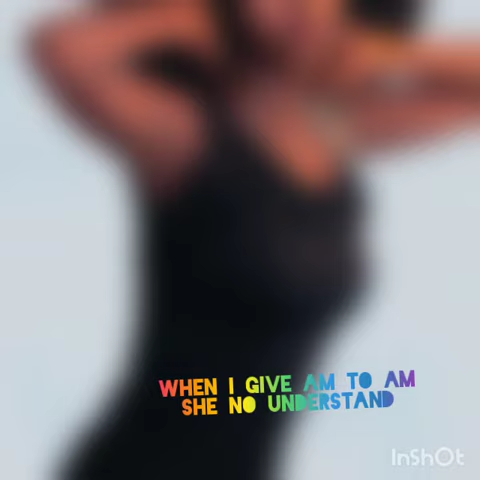 WHEN I GIVE AM TO AM
SHE NO UNDERSTAND
InShOt